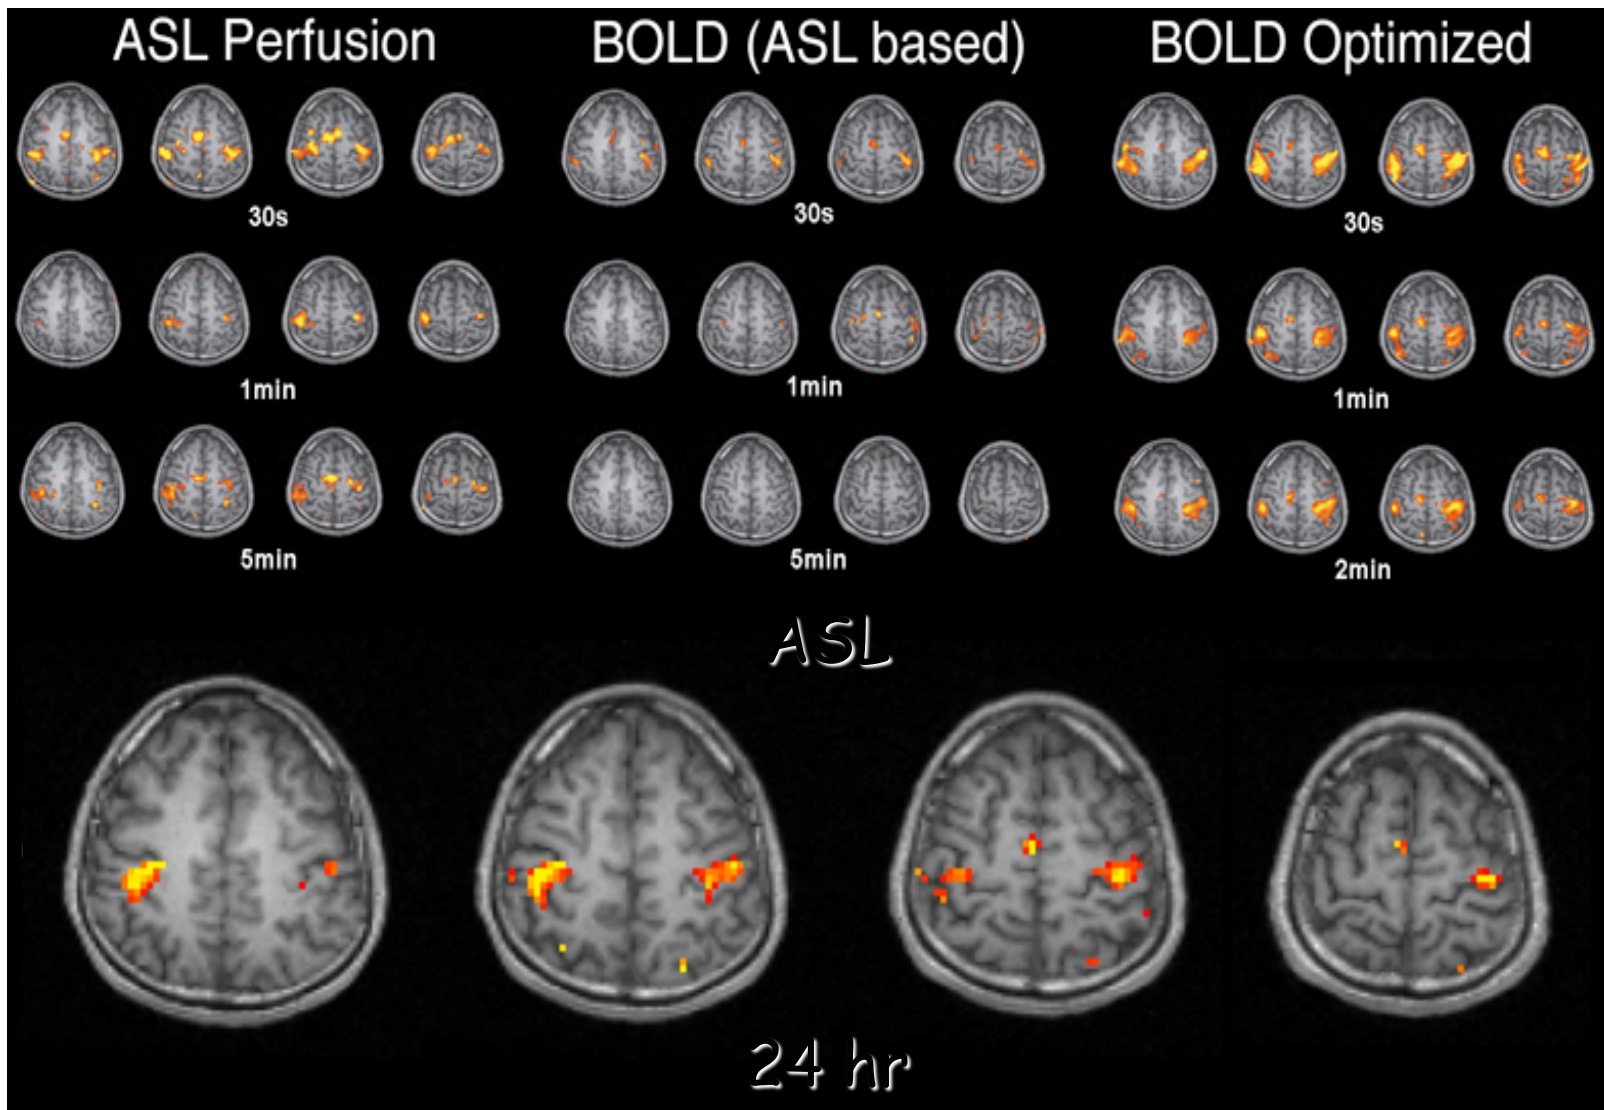 ASL Perfusion
BOLD (ASL based)
BOLD Optimized
30s
30s
30s
1min
1min
1min
5min
5min
2min
ASL
24 hr